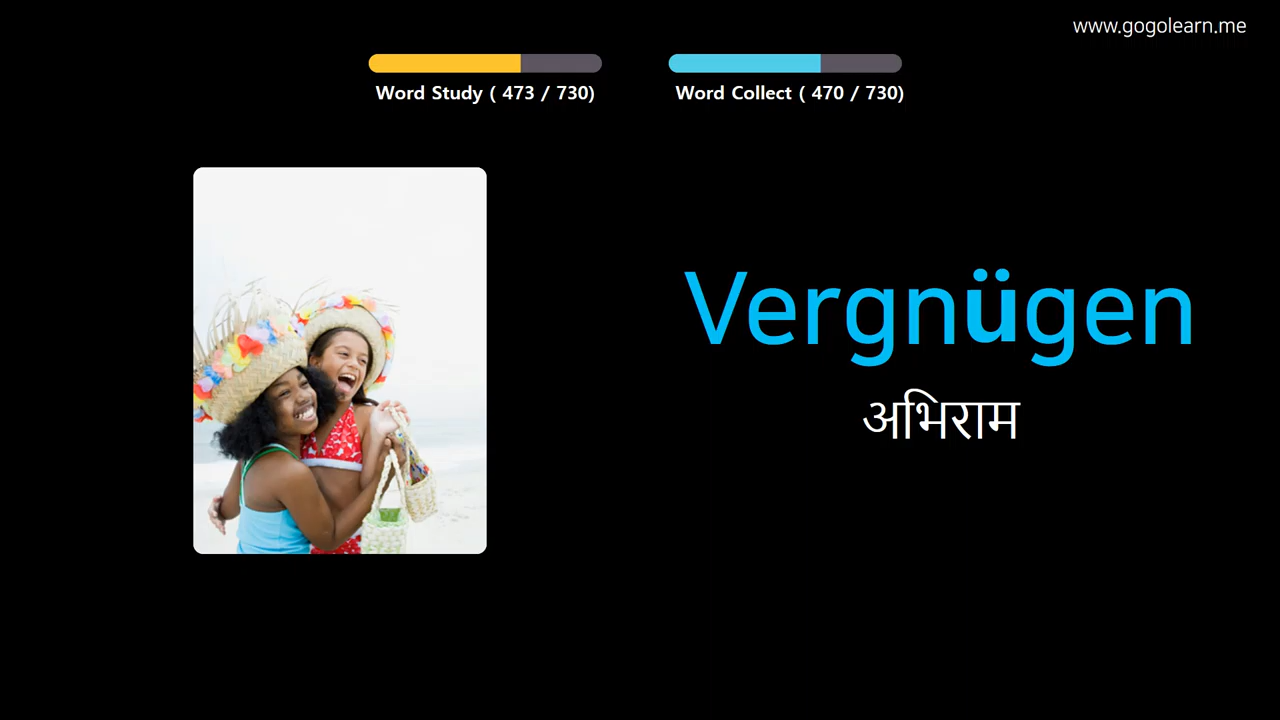 www.gogolearn.me
Word Study ( 473 / 730)
Word Collect ( 470 / 730)
Vergnügen
अभिराम